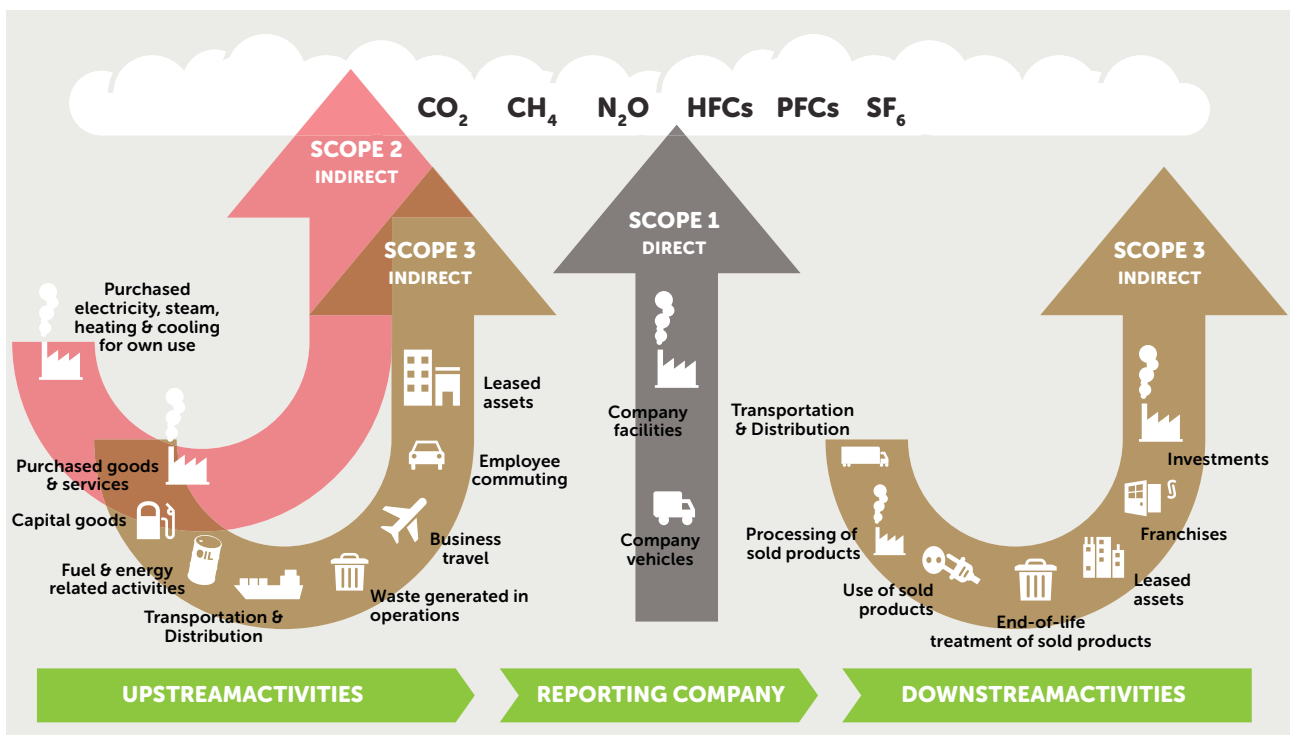 CO₂ CH₄ N₂O HFCs PFCs SF₆
SCOPE 2
INDIRECT
SCOPE 3
INDIRECT
SCOPE 1
DIRECT
SCOPE 3
INDIRECT
Purchased
electricity, steam,
heating & cooling
for own use
Purchased goods
& services
Capital goods
Fuel & energy
related activities
OIL
Transportation &
Distribution
Waste generated in
operations
Business
travel
Employee
commuting
Leased
assets
Company
facilities
Company
vehicles
Transportation
& Distribution
Processing of
sold products
Use of sold
products
End-of-life
treatment of sold products
Leased
assets
Franchises
Investments
UPSTREAMACTIVITIES
REPORTING COMPANY
DOWNSTREAMACTIVITIES